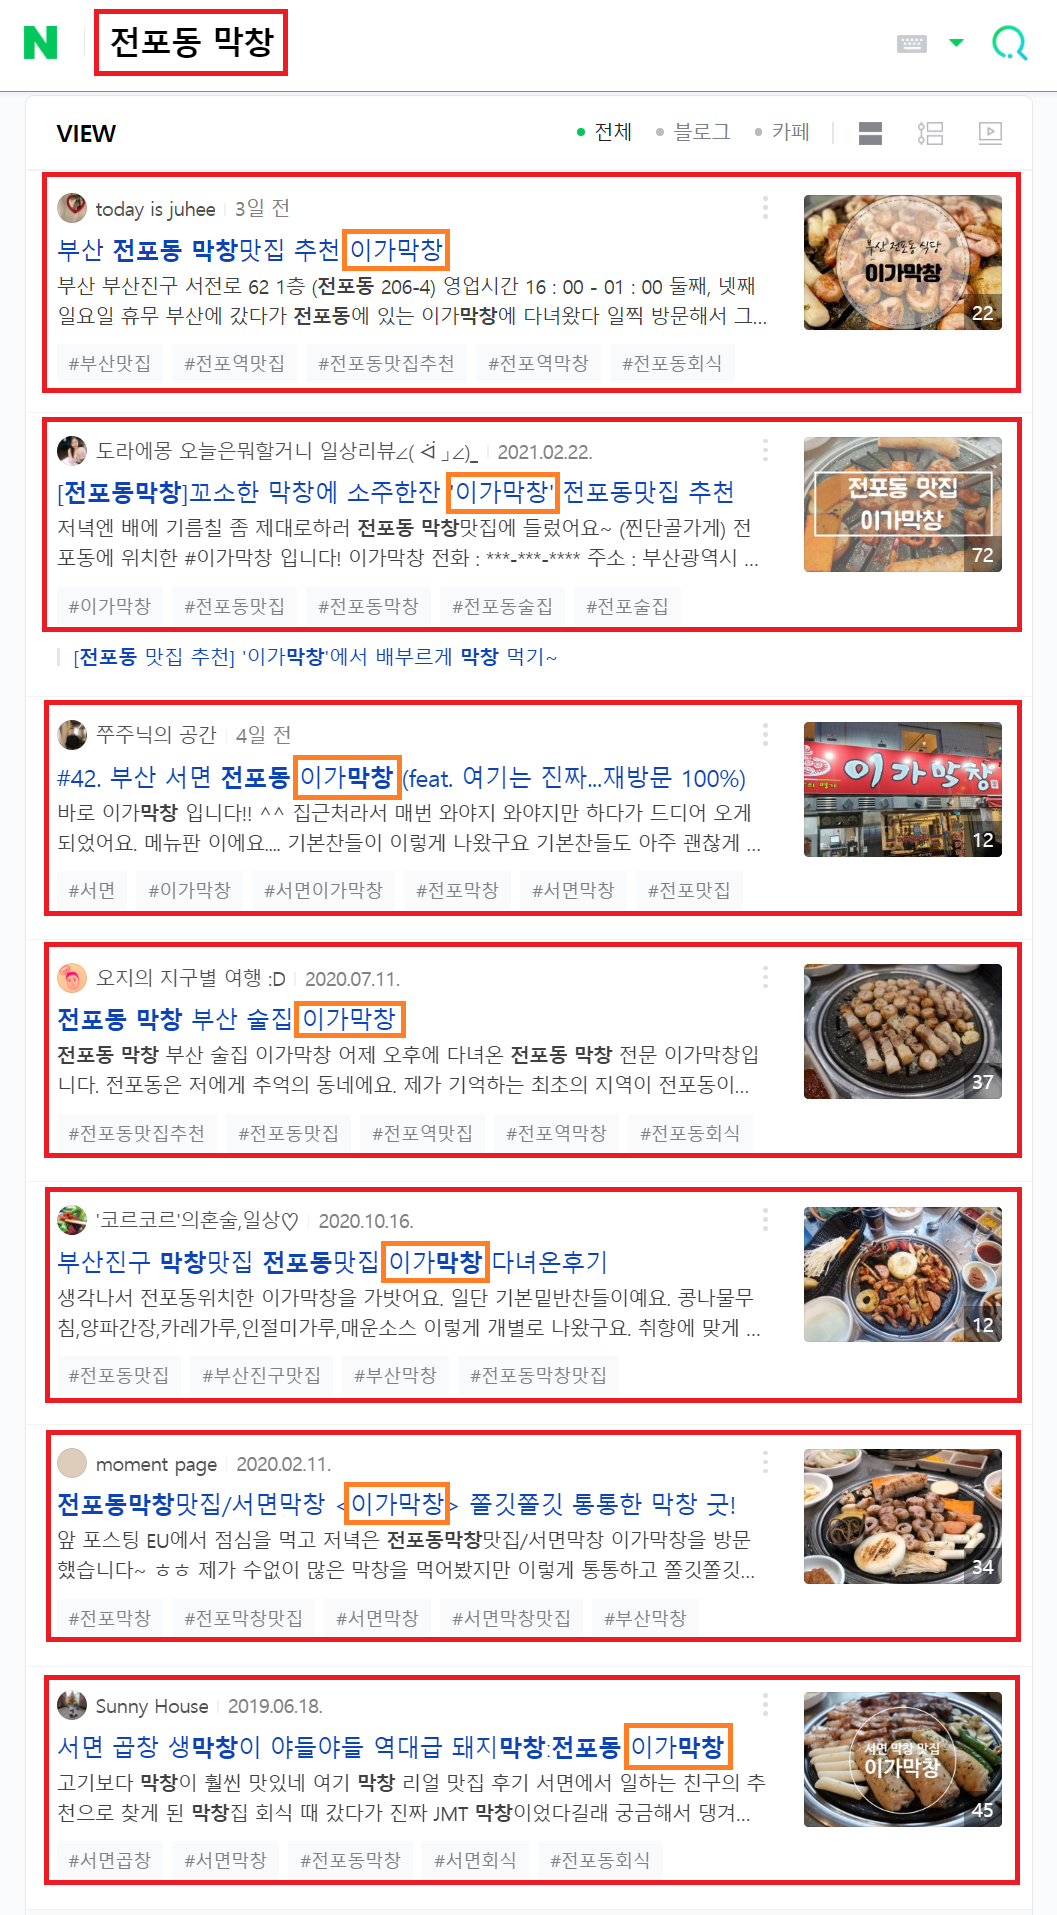 N 전포동 막창
VIEW
전체 블로그 카페
today is juhee 3일 전
부산 전포동 막창맛집 추천 이가막창
부산 부산진구 서전로 62 1층 (전포동 206-4) 영업시간 16 : 00 - 01 : 00 둘째, 넷째
일요일 휴무 부산에 갔다가 전포동에 있는 이가막창에 다녀왔다 일찍 방문해서 그...
#부산맛집 #전포역맛집 #전포동맛집추천 #전포역막창 #전포동회식
부산 전포동 식당
이가막창
22
도라에몽 오늘은뭐할거니 일상리뷰∠( ᐛ 」∠)_ 2021.02.22.
[전포동막창]꼬소한 막창에 소주한잔 '이가막창' 전포동맛집 추천
저녁엔 배에 기름칠 좀 제대로하러 전포동 막창맛집에 들렀어요~ (찐단골가게) 전
포동에 위치한 #이가막창 입니다! 이가막창 전화 : ***-***-**** 주소 : 부산광역시 ...
#이가막창 #전포동맛집 #전포동막창 #전포동술집 #전포술집
전포동 맛집
이가막창
72
[전포동 맛집 추천] '이가막창'에서 배부르게 막창 먹기~
쭈주닉의 공간 4일 전
#42. 부산 서면 전포동 이가막창(feat. 여기는 진짜...재방문 100%)
바로 이가막창 입니다!! ^^ 집근처라서 매번 와야지 와야지만 하다가 드디어 오게
되었어요. 메뉴판 이에요.... 기본찬들이 이렇게 나왔구요 기본찬들도 아주 괜찮게 ...
#서면 #이가막창 #서면이가막창 #전포막창 #서면막창 #전포맛집
이가막창
12
오지의 지구별 여행 :D 2020.07.11.
전포동 막창 부산 술집 이가막창
전포동 막창 부산 술집 이가막창 어제 오후에 다녀온 전포동 막창 전문 이가막창입
니다. 전포동은 저에게 추억의 동네에요. 제가 기억하는 최초의 지역이 전포동이...
#전포동맛집추천 #전포동맛집 #전포역맛집 #전포역막창 #전포동회식
37
'코르코르'의혼술,일상♡ 2020.10.16.
부산진구 막창맛집 전포동맛집 이가막창 다녀온후기
생각나서 전포동위치한 이가막창을 가밧어요. 일단 기본밑반찬들이예요. 콩나물무
침,양파간장,카레가루,인절미가루,매운소스 이렇게 개별로 나왔구요. 취향에 맞게 ...
#전포동맛집 #부산진구맛집 #부산막창 #전포동막창맛집
12
moment page 2020.02.11.
전포동막창맛집/서면막창 <이가막창> 쫄깃쫄깃 통통한 막창 굿!
앞 포스팅 EU에서 점심을 먹고 저녁은 전포동막창맛집/서면막창 이가막창을 방문
했습니다~ ㅎㅎ 제가 수없이 많은 막창을 먹어봤지만 이렇게 통통하고 쫄깃쫄깃...
#전포막창 #전포막창맛집 #서면막창 #서면막창맛집 #부산막창
34
Sunny House 2019.06.18.
서면 곱창 생막창이 야들야들 역대급 돼지막창:전포동 이가막창
고기보다 막창이 훨씬 맛있네 여기 막창 리얼 맛집 후기 서면에서 일하는 친구의 추
천으로 찾게 된 막창집 회식 때 갔다가 진짜 JMT 막창이었다길래 궁금해서 댕겨...
#서면곱창 #서면막창 #전포동막창 #서면회식 #전포동회식
서면 막창 맛집
이가막창
45